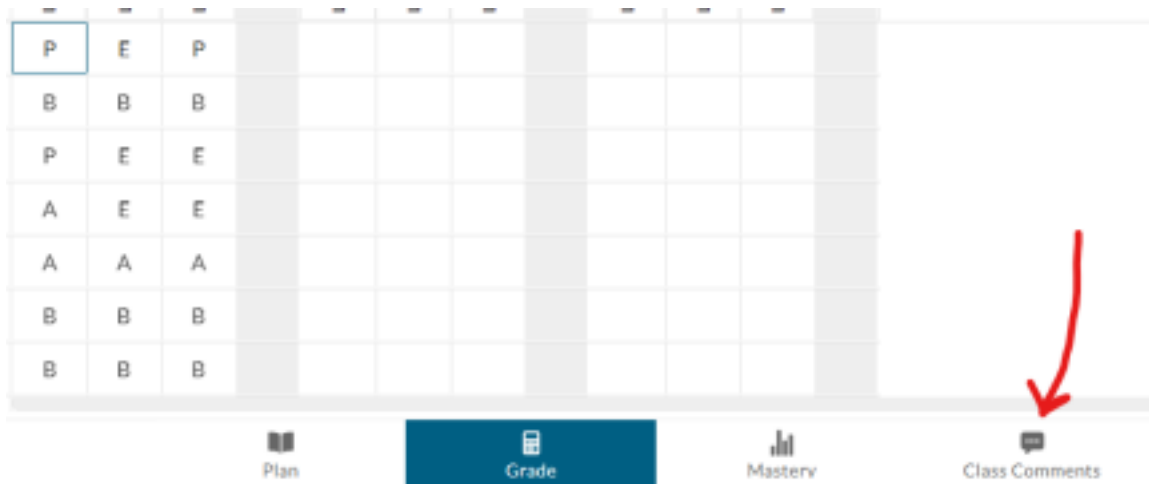 P E P
B B B
P E E
A E E
A A A
B B B
B B B
Plan Grade Mastery Class Comments